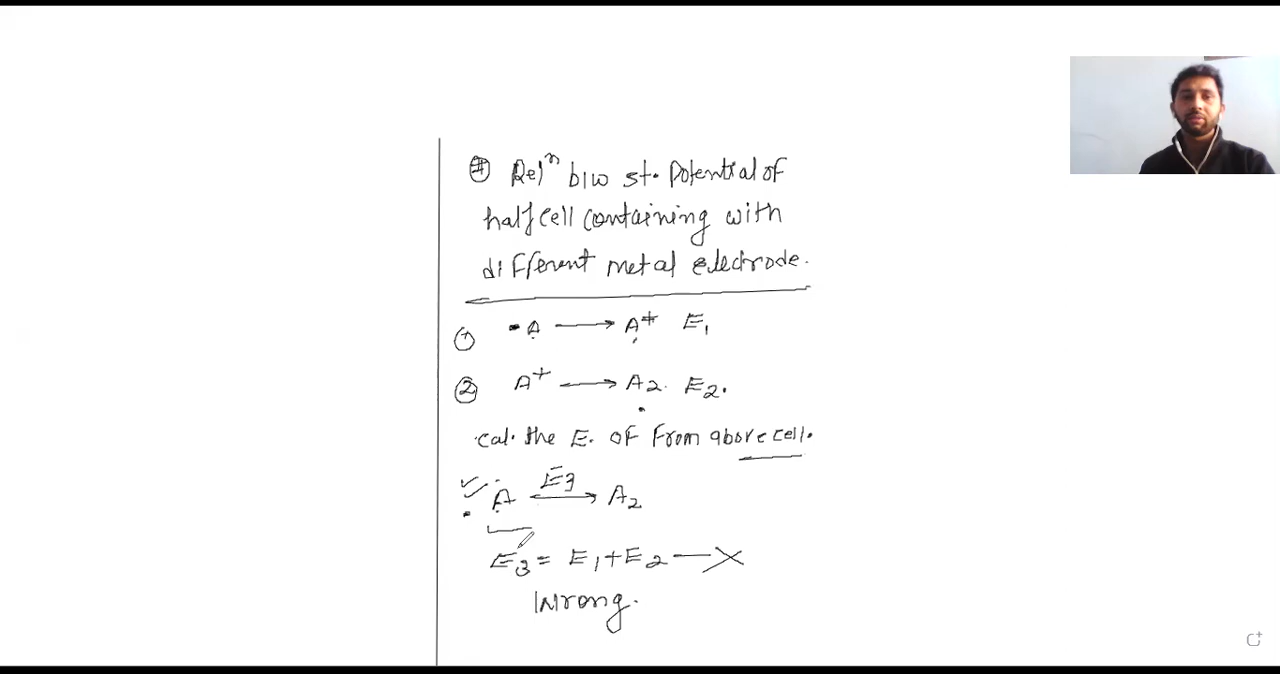 # Relⁿ b/w st. Potential of
half cell containing with
different metal electrode.
① A ⟶ A⁺ E₁
② A⁺ ⟶ A2. E₂.
cal. the E. of From above cell.
A ⟷ A₂ E₃
E₃ = E₁ + E₂ — X
Wrong.